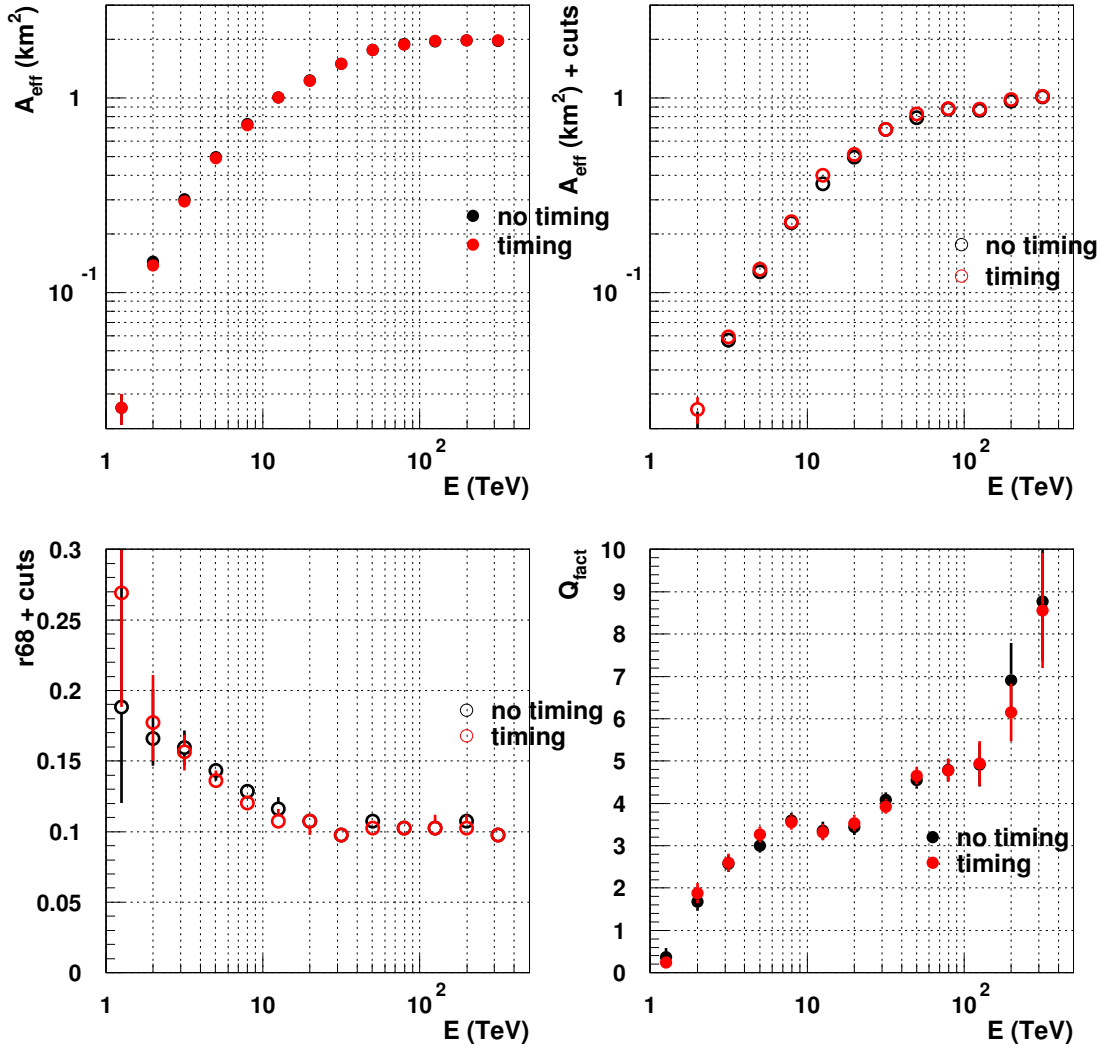 A_eff (km^2)
1
10^-1
no timing
timing
1 10 10^2
E (TeV)
A_eff (km^2) + cuts
1
10^-1
no timing
timing
1 10 10^2
E (TeV)
r68 + cuts
0.3
0.25
0.2
0.15
0.1
0.05
0
no timing
timing
1 10 10^2
E (TeV)
Q_fact
10
9
8
7
6
5
4
3
2
1
0
no timing
timing
1 10 10^2
E (TeV)